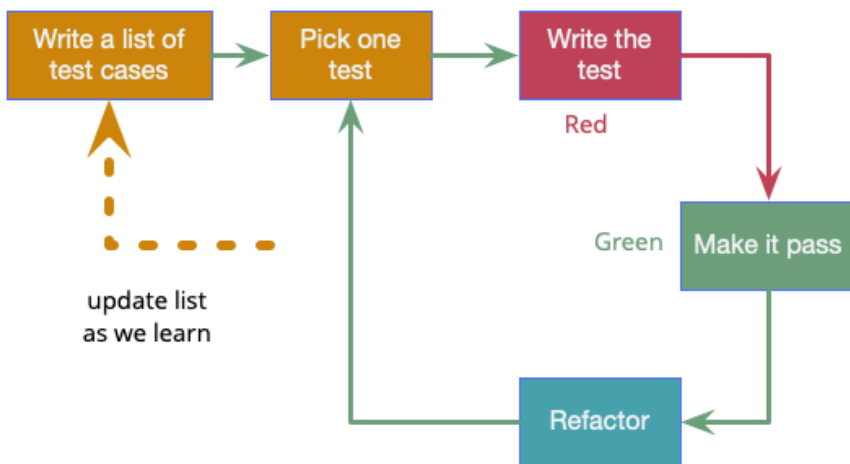 Write a list of
test cases
Pick one
test
Write the
test
Red
Green
Make it pass
update list
as we learn
Refactor